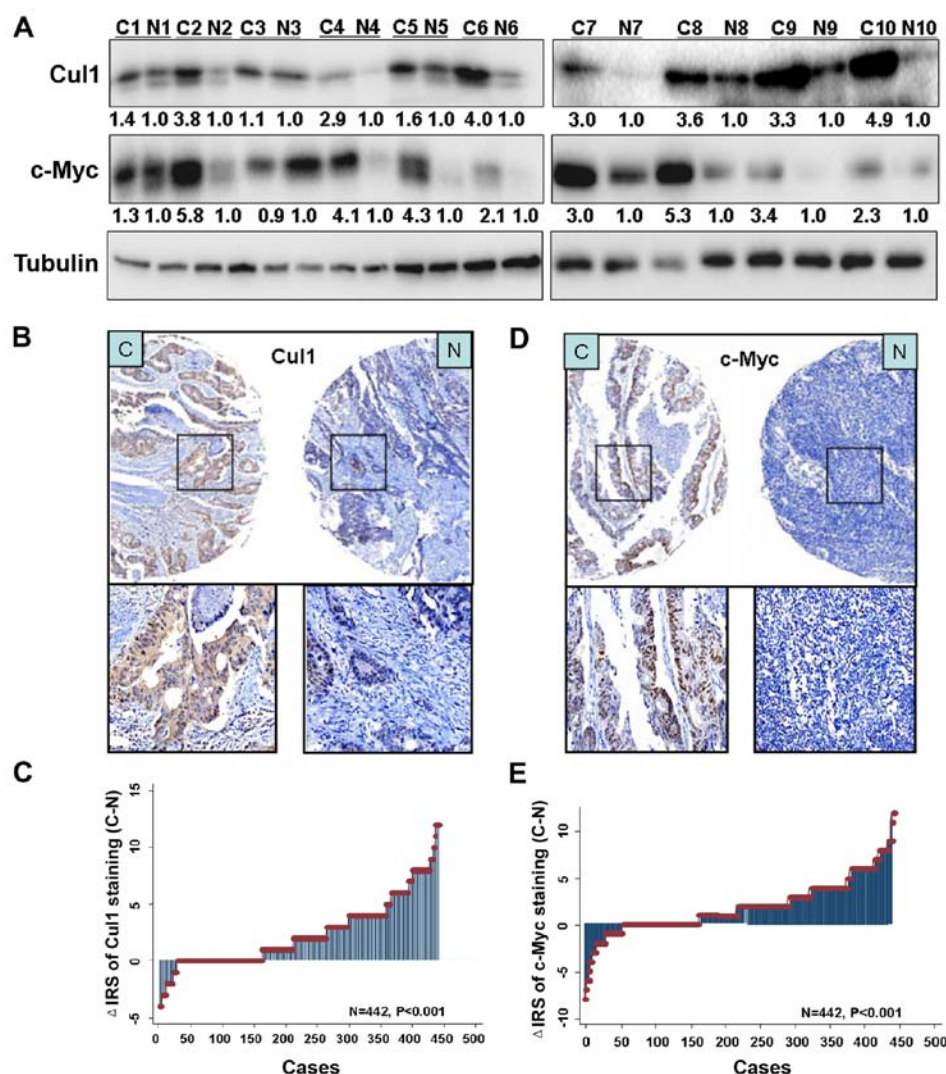 A
C1 N1 C2 N2 C3 N3 C4 N4 C5 N5 C6 N6 C7 N7 C8 N8 C9 N9 C10 N10
Cul1
1.4 1.0 3.8 1.0 1.1 1.0 2.9 1.0 1.6 1.0 4.0 1.0 3.0 1.0 3.6 1.0 3.3 1.0 4.9 1.0
c-Myc
1.3 1.0 5.8 1.0 0.9 1.0 4.1 1.0 4.3 1.0 2.1 1.0 3.0 1.0 5.3 1.0 3.4 1.0 2.3 1.0
Tubulin
B
C Cul1 N
D
C c-Myc N
C
△IRS of Cul1 staining (C-N)
15
10
5
0
-5
N=442, P<0.001
0 50 100 150 200 250 300 350 400 450 500
Cases
E
△IRS of c-Myc staining (C-N)
10
5
0
-5
-10
N=442, P<0.001
0 50 100 150 200 250 300 350 400 450 500
Cases